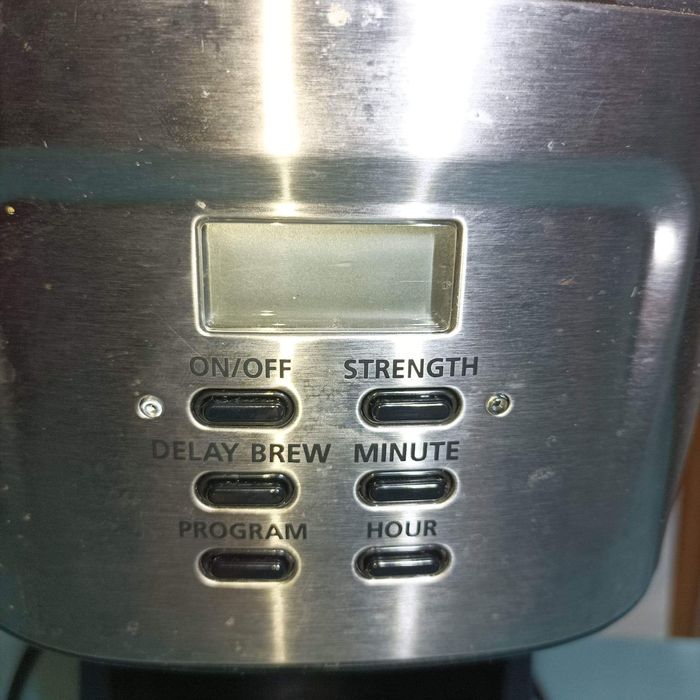 ON/OFF STRENGTH
DELAY BREW MINUTE
PROGRAM HOUR